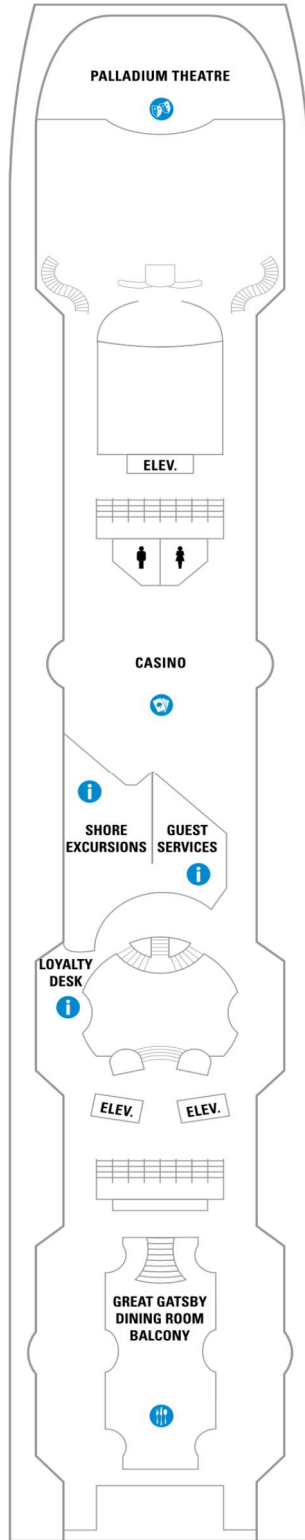 PALLADIUM THEATRE
ELEV.
CASINO
SHORE
EXCURSIONS
GUEST
SERVICES
LOYALTY
DESK
ELEV.
ELEV.
GREAT GATSBY
DINING ROOM
BALCONY